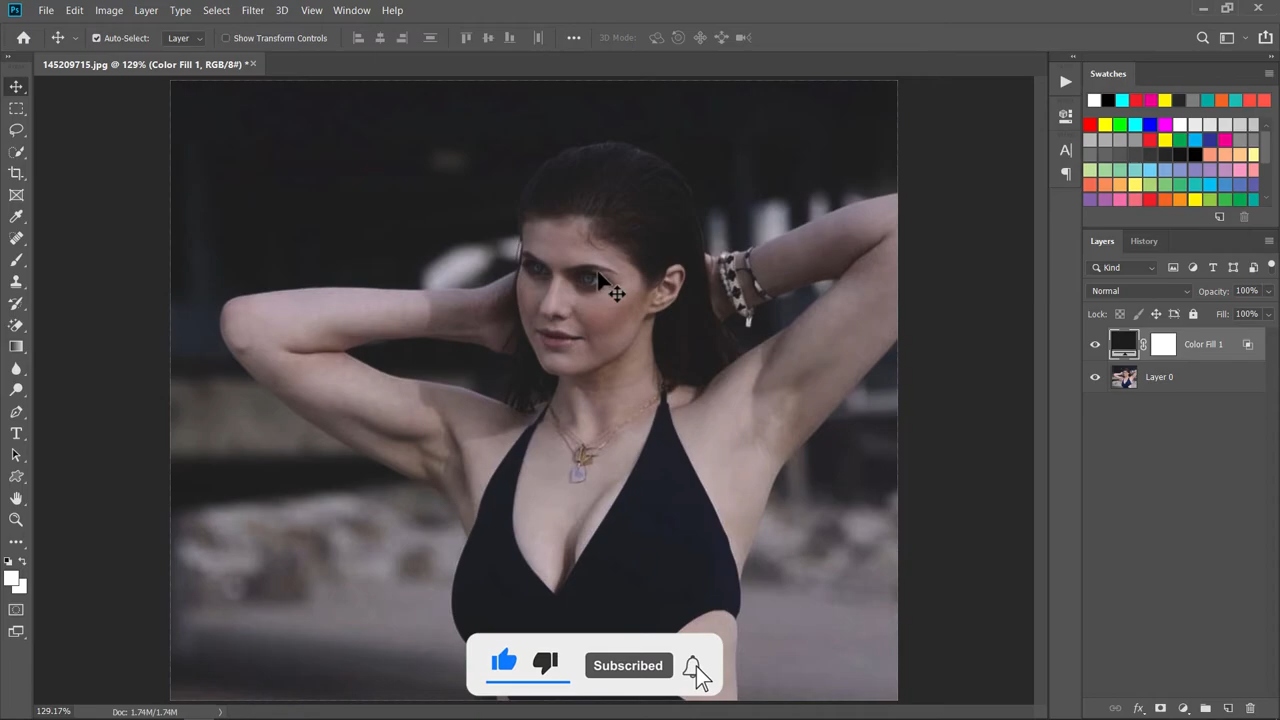 Ps File Edit Image Layer Type Select Filter 3D View Window Help
Auto-Select: Layer Show Transform Controls 3D Mode:
145209715.jpg @ 129% (Color Fill 1, RGB/8#) *
Swatches
Layers History
Kind
Normal Opacity: 100%
Lock: Fill: 100%
Color Fill 1
Layer 0
Subscribed
129.17% Doc: 1.74M/1.74M